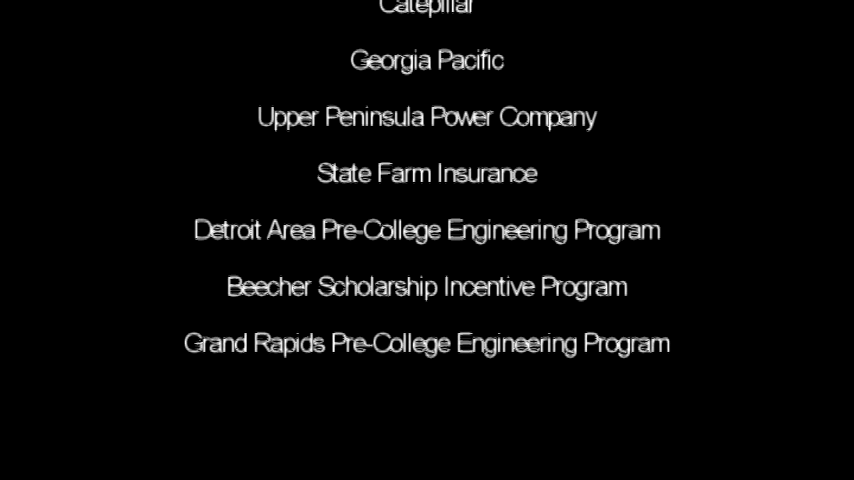 Catepillar
Georgia Pacific
Upper Peninsula Power Company
State Farm Insurance
Detroit Area Pre-College Engineering Program
Beecher Scholarship Incentive Program
Grand Rapids Pre-College Engineering Program